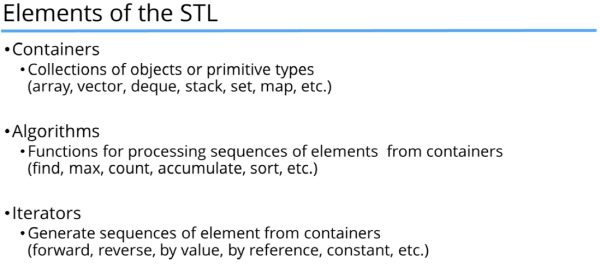 Elements of the STL
•Containers
•Collections of objects or primitive types
(array, vector, deque, stack, set, map, etc.)
•Algorithms
•Functions for processing sequences of elements from containers
(find, max, count, accumulate, sort, etc.)
•Iterators
•Generate sequences of element from containers
(forward, reverse, by value, by reference, constant, etc.)